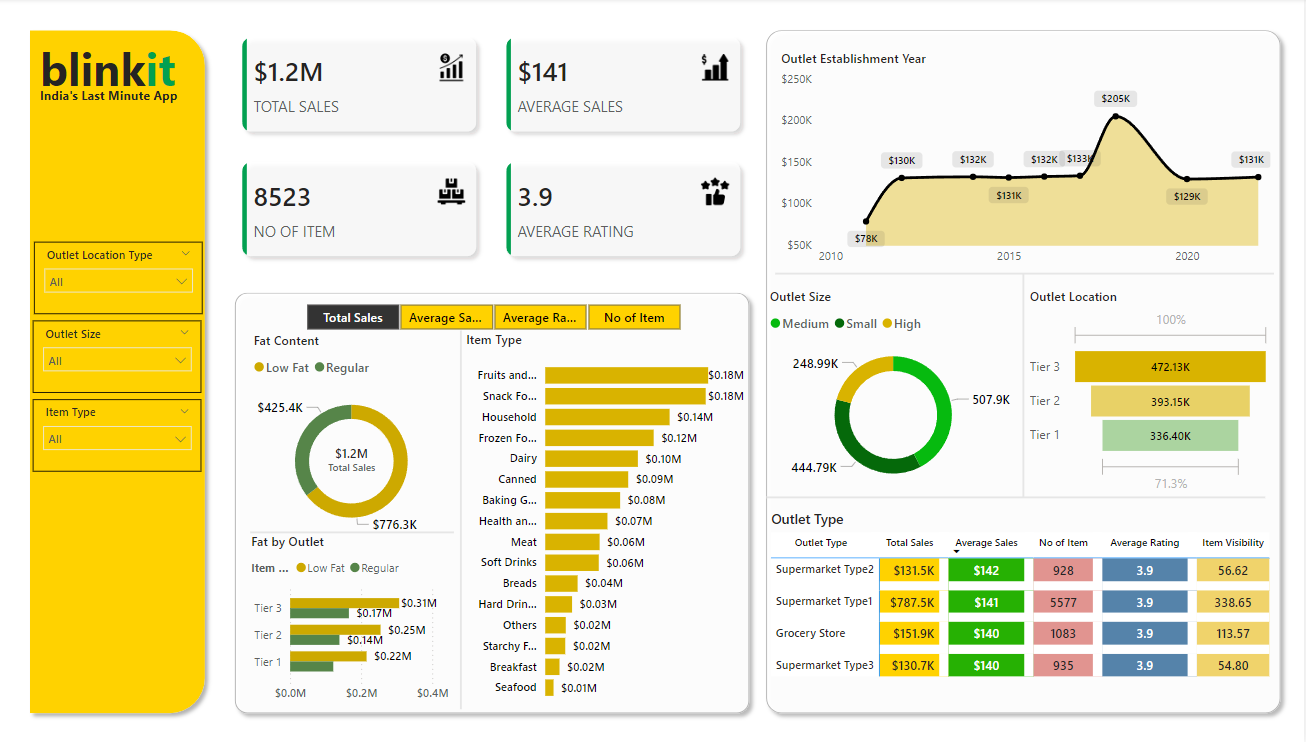 blinkit
India's Last Minute App
Outlet Location Type
All
Outlet Size
All
Item Type
All
$1.2M
TOTAL SALES
$141
AVERAGE SALES
8523
NO OF ITEM
3.9
AVERAGE RATING
Total Sales
Average Sa...
Average Ra...
No of Item
Fat Content
Low Fat
Regular
$425.4K
$1.2M
Total Sales
$776.3K
Fat by Outlet
Item ...
Low Fat
Regular
Tier 3
$0.31M
$0.17M
Tier 2
$0.25M
$0.14M
Tier 1
$0.22M
$0.0M
$0.2M
$0.4M
Item Type
Fruits and...
$0.18M
Snack Fo...
$0.18M
Household
$0.14M
Frozen Fo...
$0.12M
Dairy
$0.10M
Canned
$0.09M
Baking G...
$0.08M
Health an...
$0.07M
Meat
$0.06M
Soft Drinks
$0.06M
Breads
$0.04M
Hard Drin...
$0.03M
Others
$0.02M
Starchy F...
$0.02M
Breakfast
$0.02M
Seafood
$0.01M
Outlet Establishment Year
$250K
$200K
$150K
$100K
$50K
$78K
$130K
$132K
$131K
$132K
$133K
$205K
$129K
$131K
2010
2015
2020
Outlet Size
Medium
Small
High
248.99K
507.9K
444.79K
Outlet Location
100%
Tier 3
472.13K
Tier 2
393.15K
Tier 1
336.40K
71.3%
Outlet Type
Outlet Type Total Sales Average Sales No of Item Average Rating Item Visibility
Supermarket Type2 $131.5K $142 928 3.9 56.62
Supermarket Type1 $787.5K $141 5577 3.9 338.65
Grocery Store $151.9K $140 1083 3.9 113.57
Supermarket Type3 $130.7K $140 935 3.9 54.80